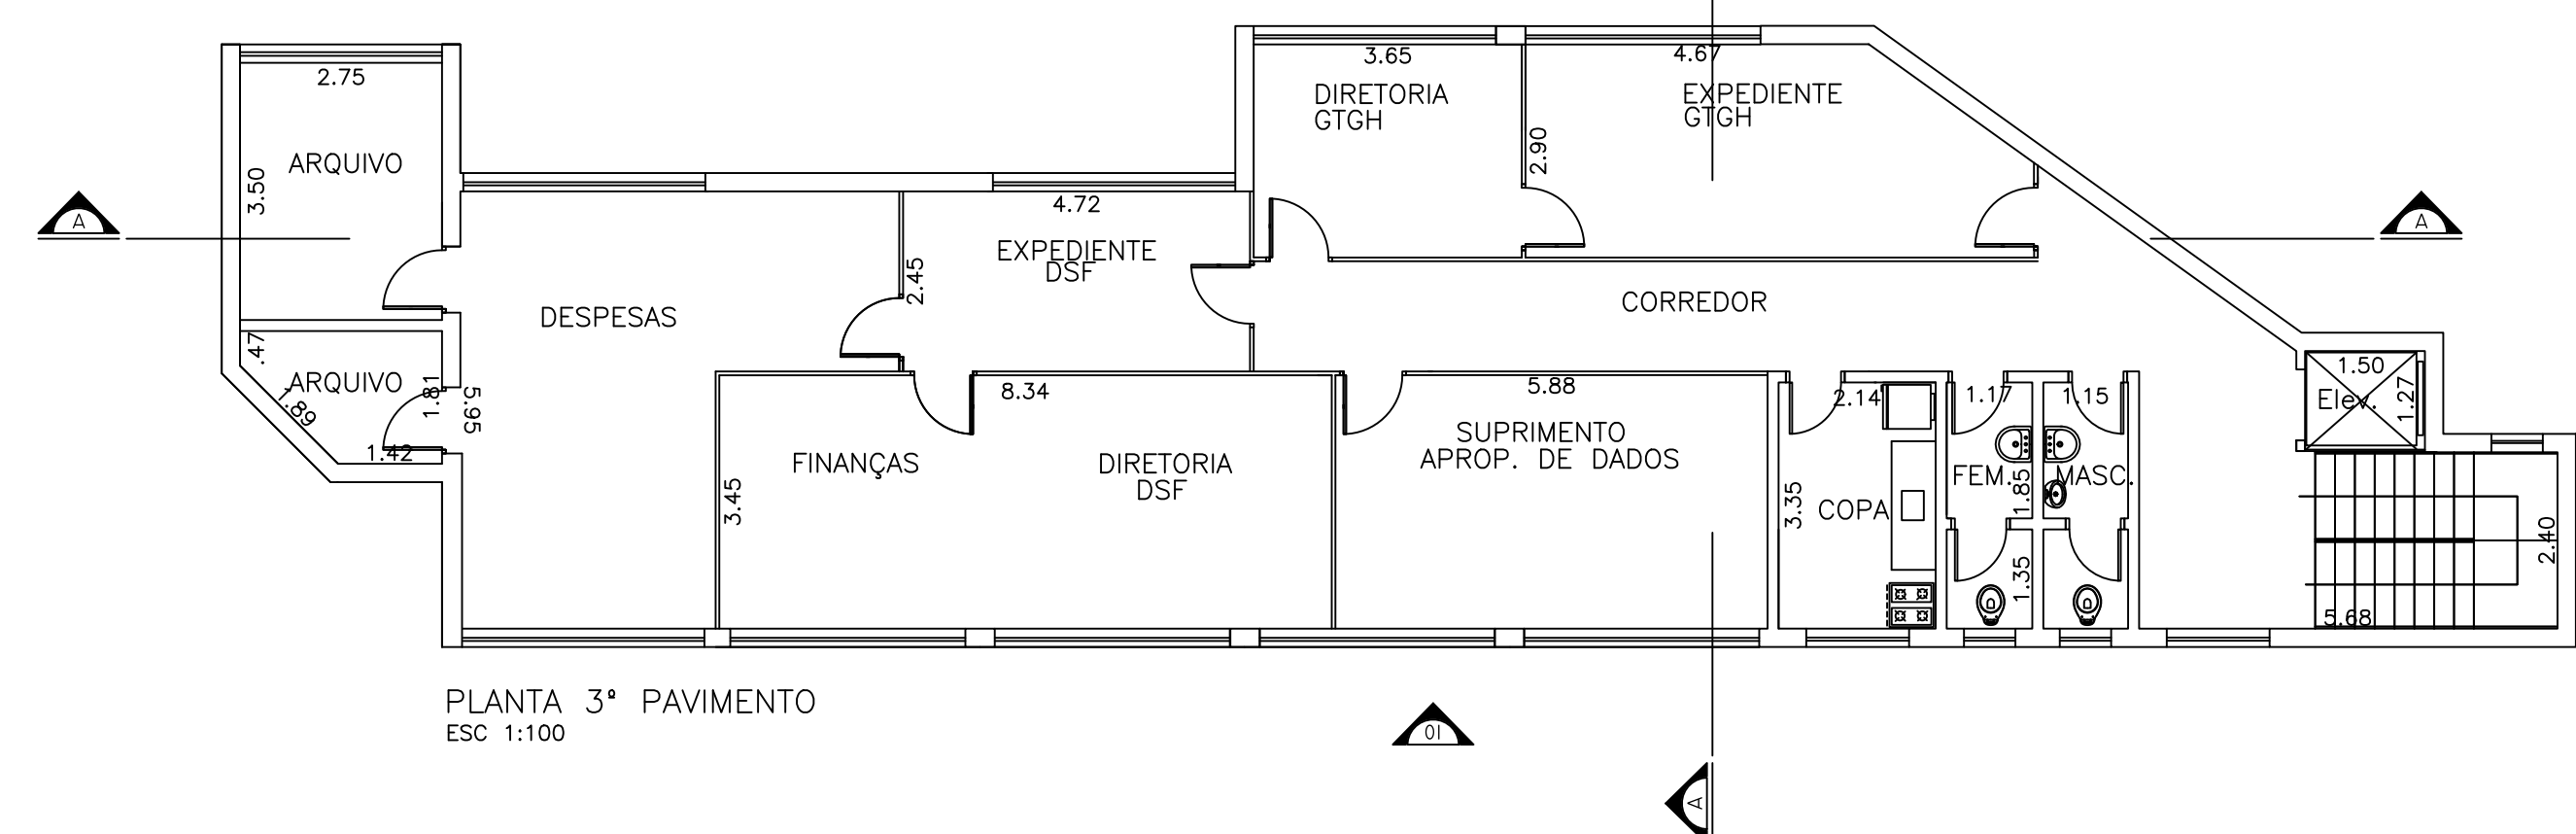 3.65
4.67
2.75
DIRETORIA
GTGH
EXPEDIENTE
GTGH
2.90
ARQUIVO
3.50
4.72
A
A
EXPEDIENTE
DSF
2.45
DESPESAS
CORREDOR
.47
ARQUIVO
1.89
1.81
5.95
1.42
8.34
5.88
2.14
1.17
1.15
1.50
Elev.
1.27
FINANÇAS
DIRETORIA
DSF
SUPRIMENTO
APROP. DE DADOS
3.45
3.35
COPA
FEM.
1.85
MASC.
1.35
2.40
5.68
PLANTA 3º PAVIMENTO
ESC 1:100
01
A